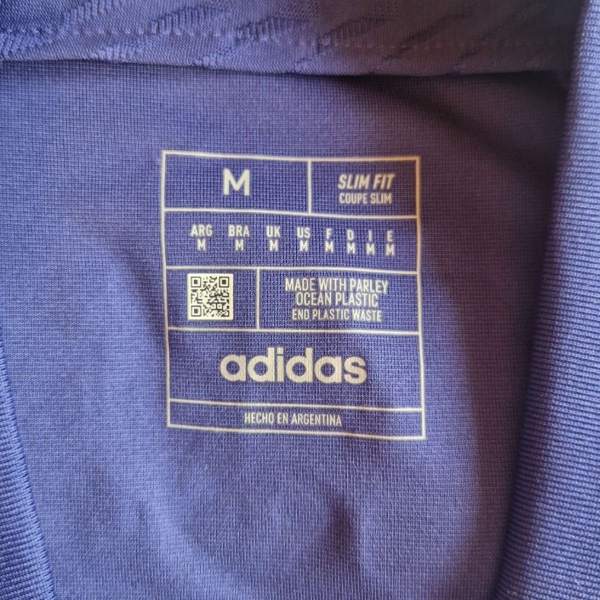 M
SLIM FIT
COUPE SLIM
ARG BRA UK US F D I E
M M M M M M M M
MADE WITH PARLEY
OCEAN PLASTIC
END PLASTIC WASTE
adidas
HECHO EN ARGENTINA